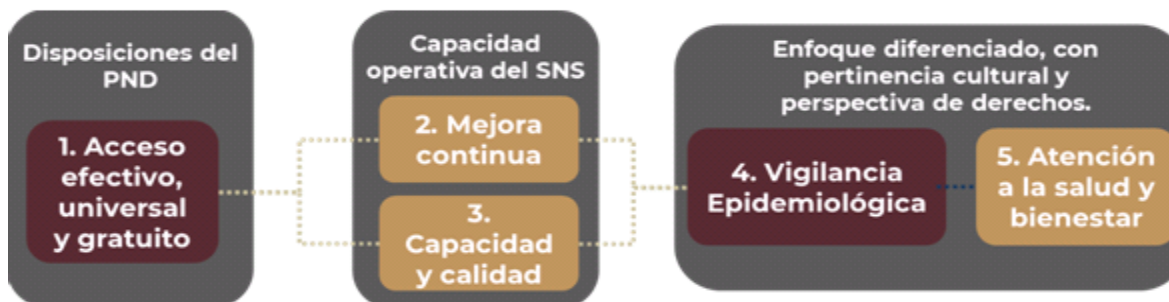 Disposiciones del
PND
1. Acceso
efectivo,
universal
y gratuito
Capacidad
operativa del SNS
2. Mejora
continua
3.
Capacidad
y calidad
Enfoque diferenciado, con
pertinencia cultural y
perspectiva de derechos.
4. Vigilancia
Epidemiológica
5. Atención
a la salud y
bienestar